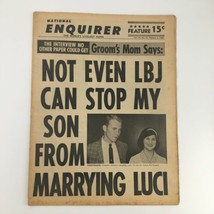 NATIONAL
ENQUIRER
FEATURE 15¢
THE INTERVIEW NO
OTHER PAPER COULD GET
Groom's Mom Says:
NOT EVEN LBJ
CAN STOP MY
SON
FROM
MARRYING LUCI